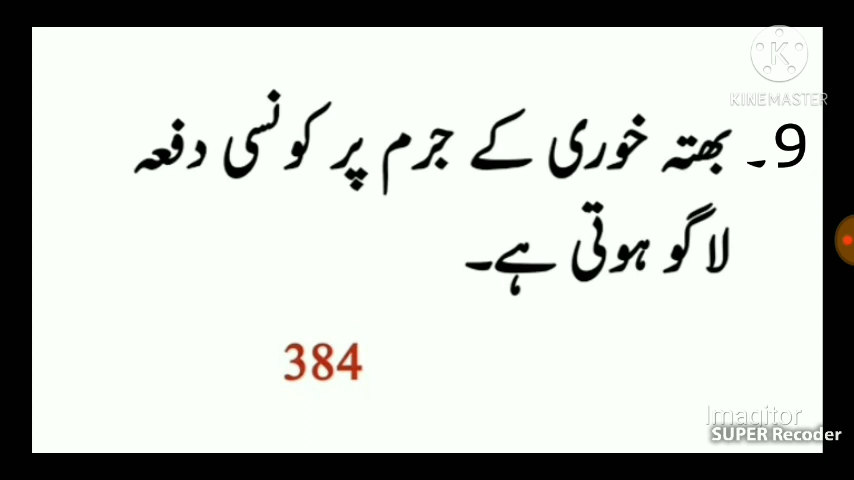 KINEMASTER
9۔ بھتہ خوری کے جرم پر کونسی دفعہ
لاگو ہوتی ہے۔
384
Imagitor
SUPER Recoder